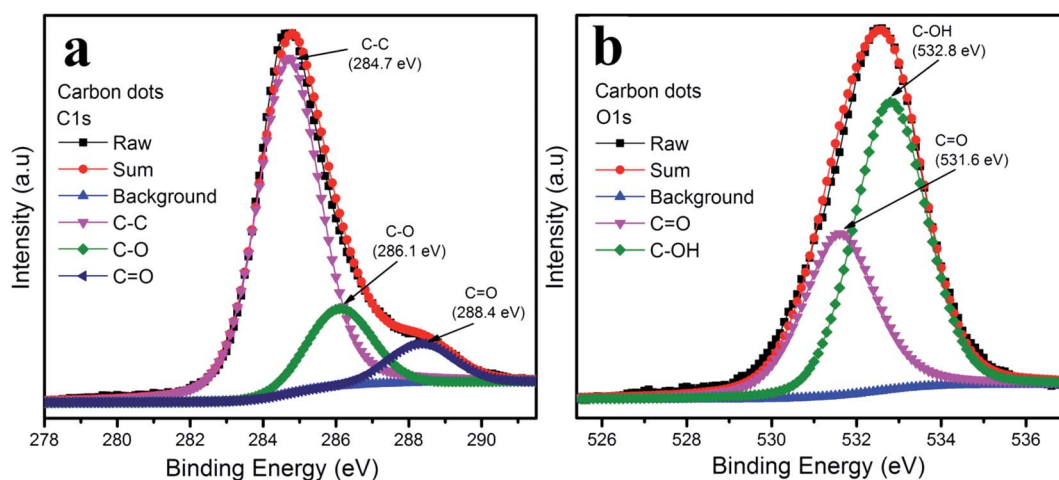 a
Carbon dots
C1s
Raw
Sum
Background
C-C
C-O
C=O
C-C
(284.7 eV)
C-O
(286.1 eV)
C=O
(288.4 eV)
Intensity (a.u)
278 280 282 284 286 288 290
Binding Energy (eV)
b
Carbon dots
O1s
Raw
Sum
Background
C=O
C-OH
C-OH
(532.8 eV)
C=O
(531.6 eV)
Intensity (a.u)
526 528 530 532 534 536
Binding Energy (eV)